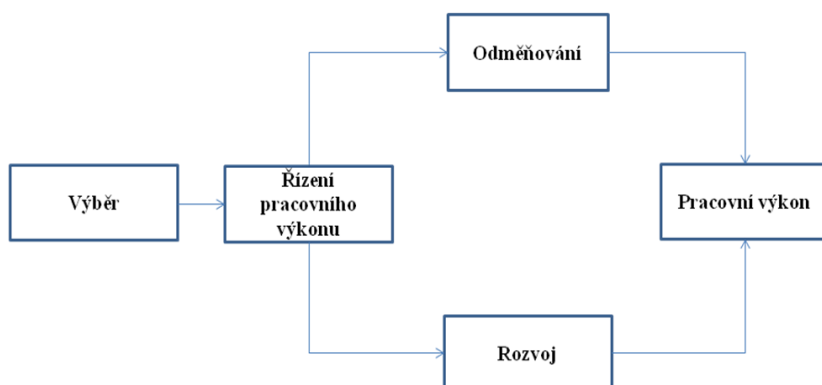 Odměňování
Výběr
Řízení
pracovního
výkonu
Pracovní výkon
Rozvoj